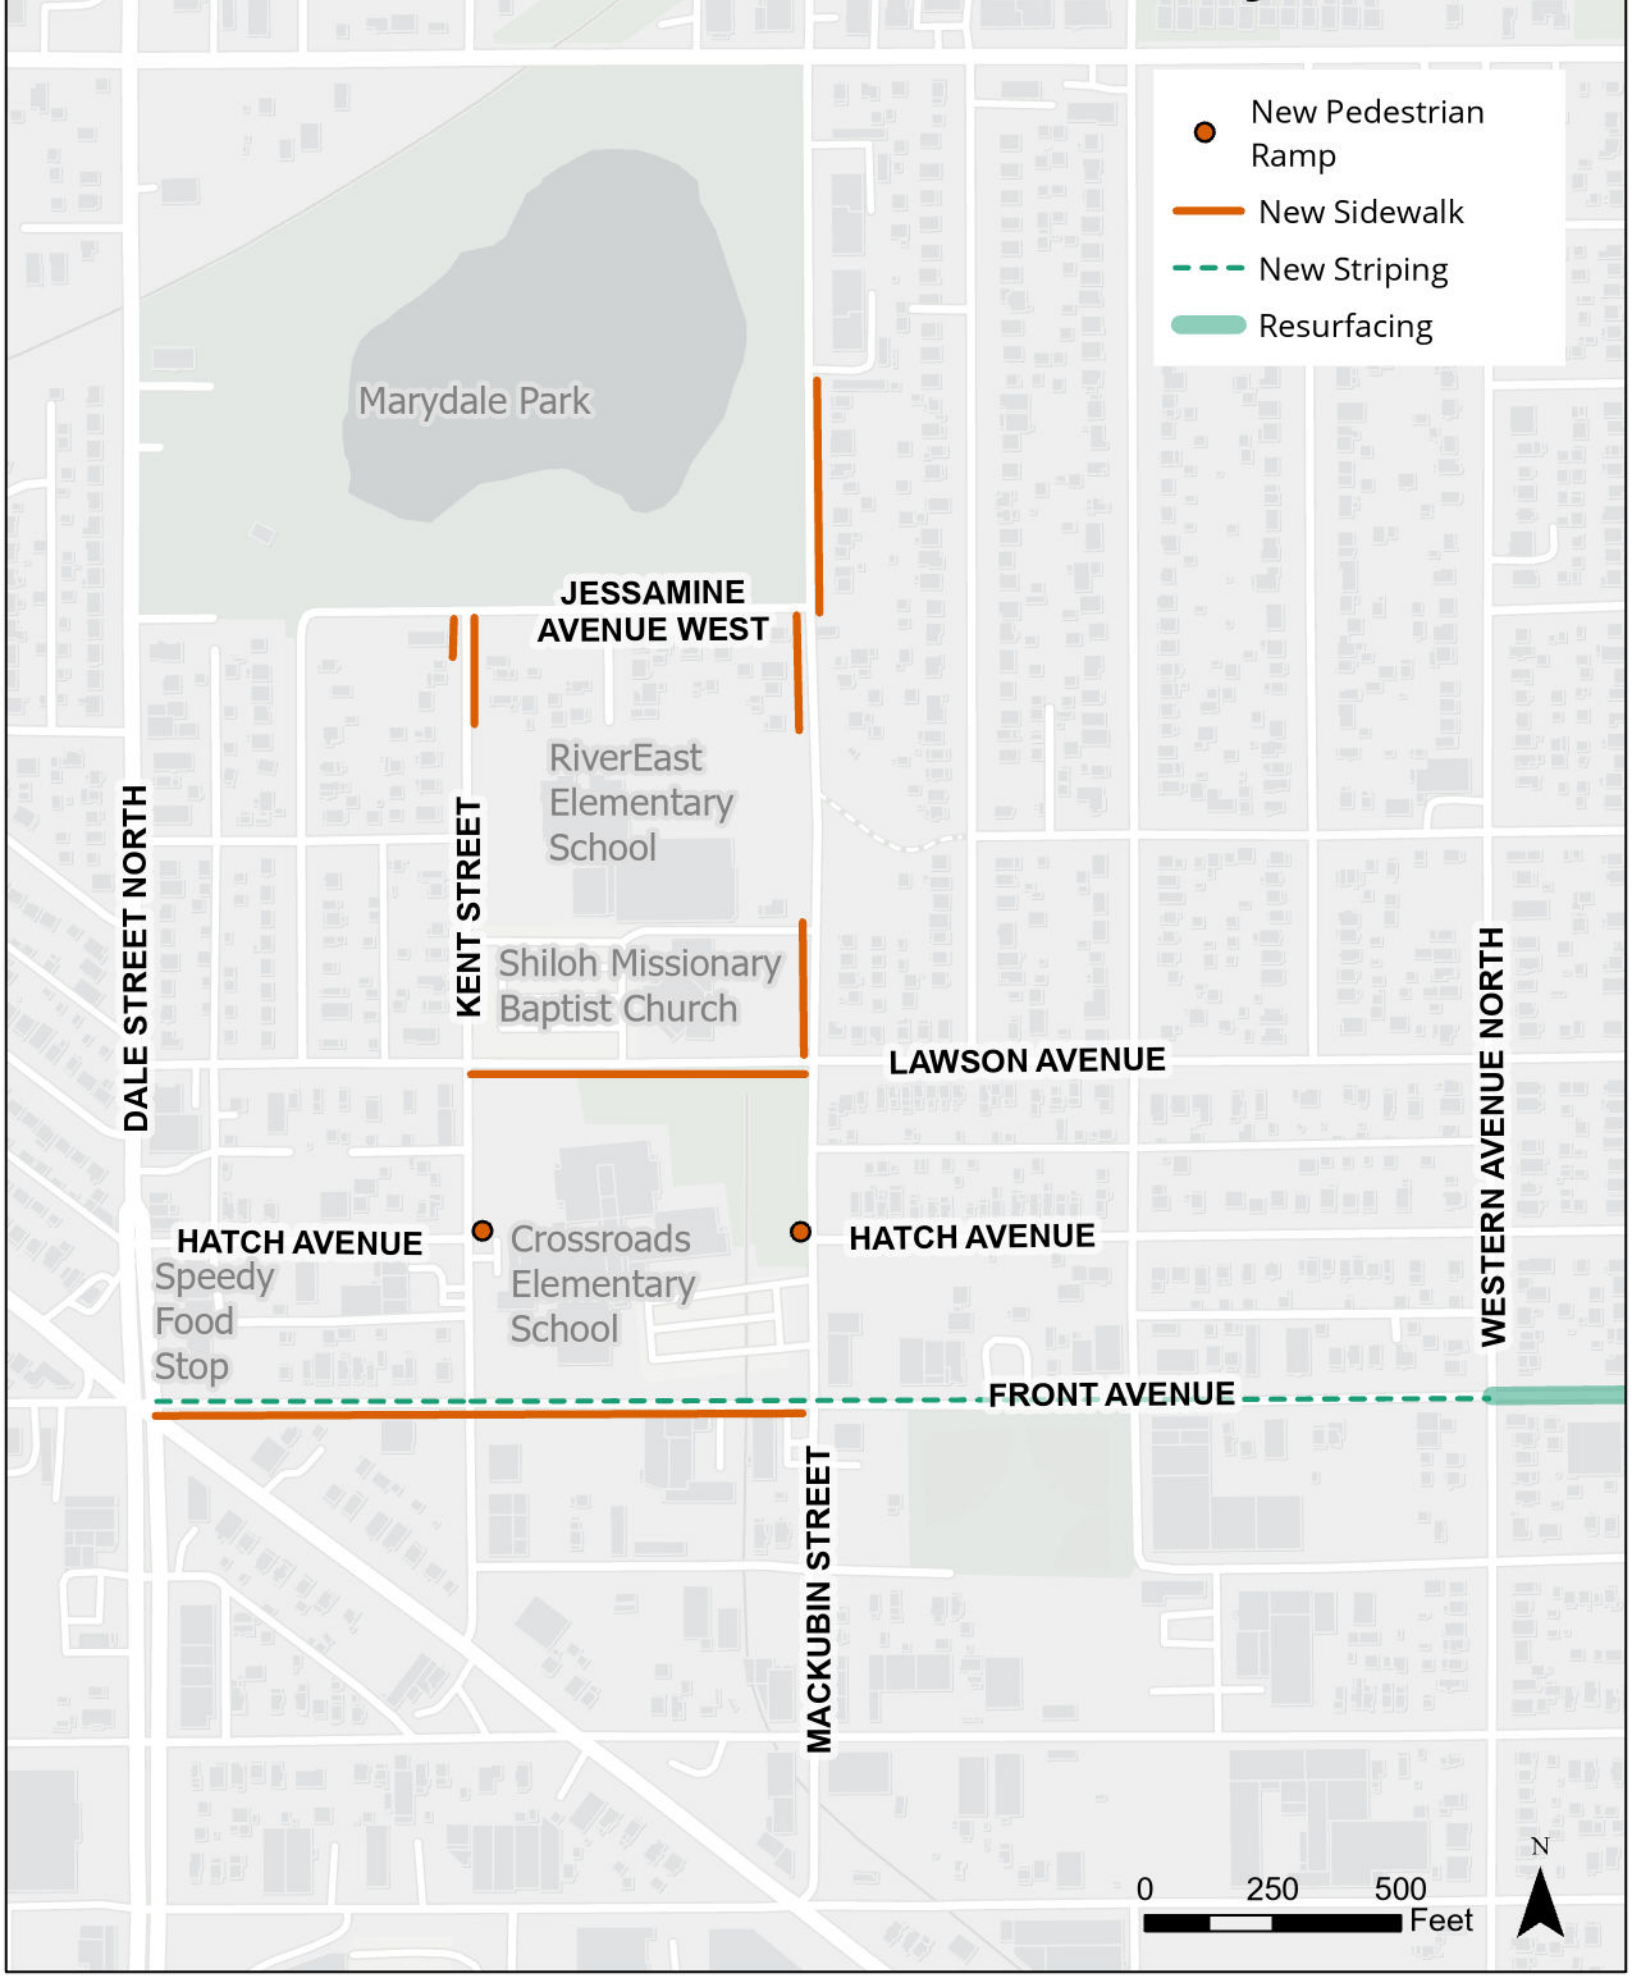 New Pedestrian
Ramp
New Sidewalk
New Striping
Resurfacing
Marydale Park
JESSAMINE
AVENUE WEST
RiverEast
Elementary
School
DALE STREET NORTH
KENT STREET
Shiloh Missionary
Baptist Church
LAWSON AVENUE
WESTERN AVENUE NORTH
HATCH AVENUE
Crossroads
Elementary
School
HATCH AVENUE
Speedy
Food
Stop
FRONT AVENUE
MACKUBIN STREET
N
0 250 500
Feet